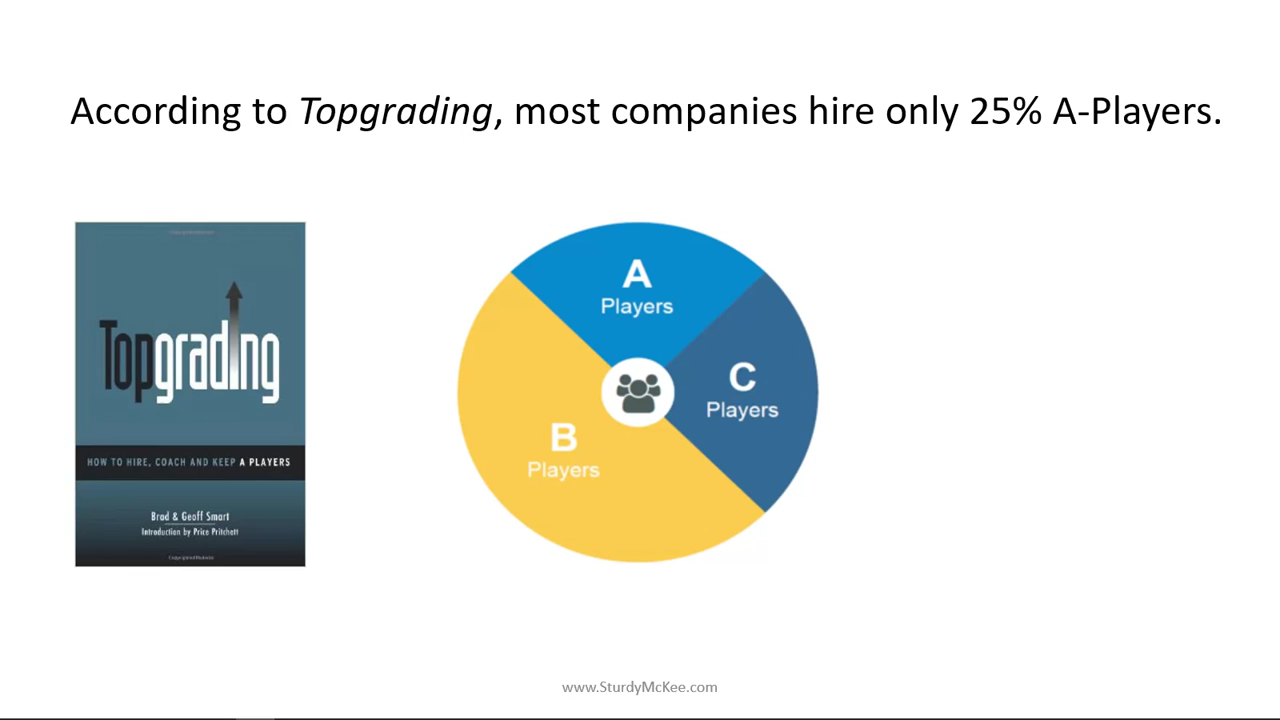 According to Topgrading, most companies hire only 25% A-Players.
Topgrading
HOW TO HIRE, COACH AND KEEP A PLAYERS
Brad & Geoff Smart
Introduction by Price Pritchett
A
Players
C
Players
B
Players
www.SturdyMcKee.com